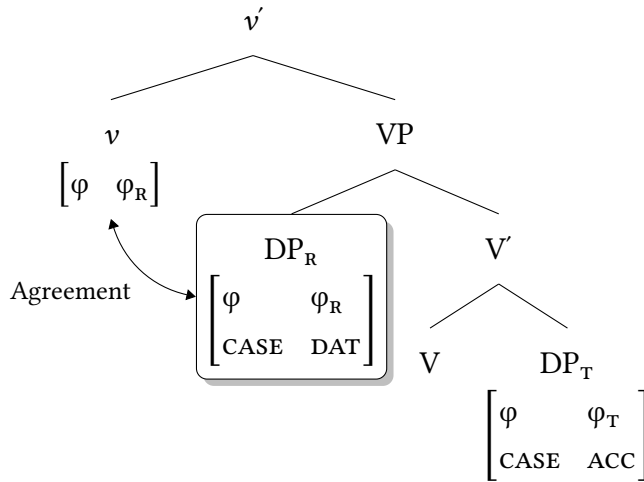 v′
v VP
[φ φR]
Agreement
DPR
[φ φR
CASE DAT]
V′
V DPT
[φ φT
CASE ACC]